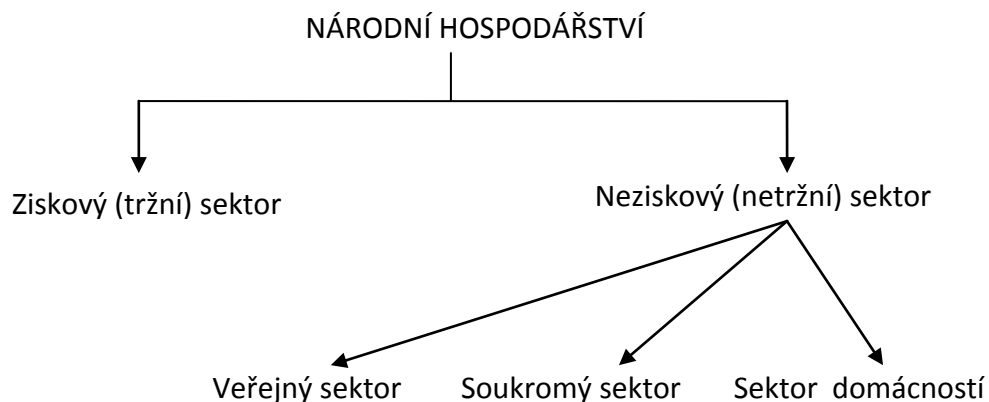 NÁRODNÍ HOSPODÁŘSTVÍ
Ziskový (tržní) sektor
Neziskový (netržní) sektor
Veřejný sektor
Soukromý sektor
Sektor domácností